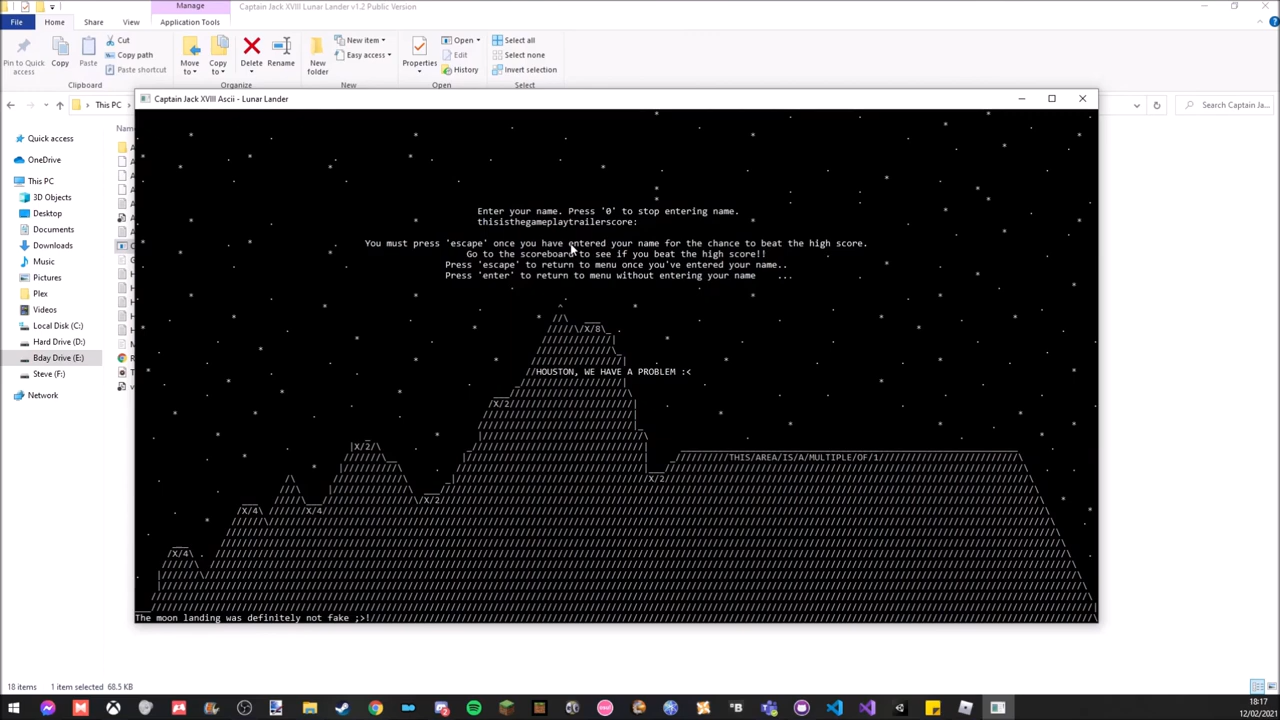 Manage
Captain Jack XVIII Lunar Lander v1.2 Public Version
File
Home
Share
View
Application Tools
Pin to Quick access
Copy
Paste
Cut
Copy path
Paste shortcut
Clipboard
Move to
Copy to
Delete
Rename
Organize
New folder
New item
Easy access
New
Properties
Open
Edit
History
Open
Select all
Select none
Invert selection
Select
This PC
Search Captain Ja...
Quick access
OneDrive
This PC
3D Objects
Desktop
Documents
Downloads
Music
Pictures
Plex
Videos
Local Disk (C:)
Hard Drive (D:)
Bday Drive (E:)
Steve (F:)
Network
Captain Jack XVIII Ascii - Lunar Lander
Enter your name. Press '0' to stop entering name.
thisisthegameplaytrailerscore:
You must press 'escape' once you have entered your name for the chance to beat the high score.
Go to the scoreboard to see if you beat the high score!!
Press 'escape' to return to menu once you've entered your name..
Press 'enter' to return to menu without entering your name ...
X/8
//HOUSTON, WE HAVE A PROBLEM :<
X/2
X/2
THIS/AREA/IS/A/MULTIPLE/OF/1
X/2
X/2
X/4
X/4
X/4
The moon landing was definitely not fake ;>!
18 items
1 item selected 68.5 KB
18:17
12/02/2021